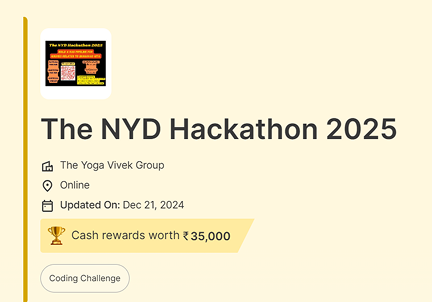 The NYD Hackathon 2025
The NYD Hackathon 2025
The Yoga Vivek Group
Online
Updated On: Dec 21, 2024
Cash rewards worth ₹ 35,000
Coding Challenge